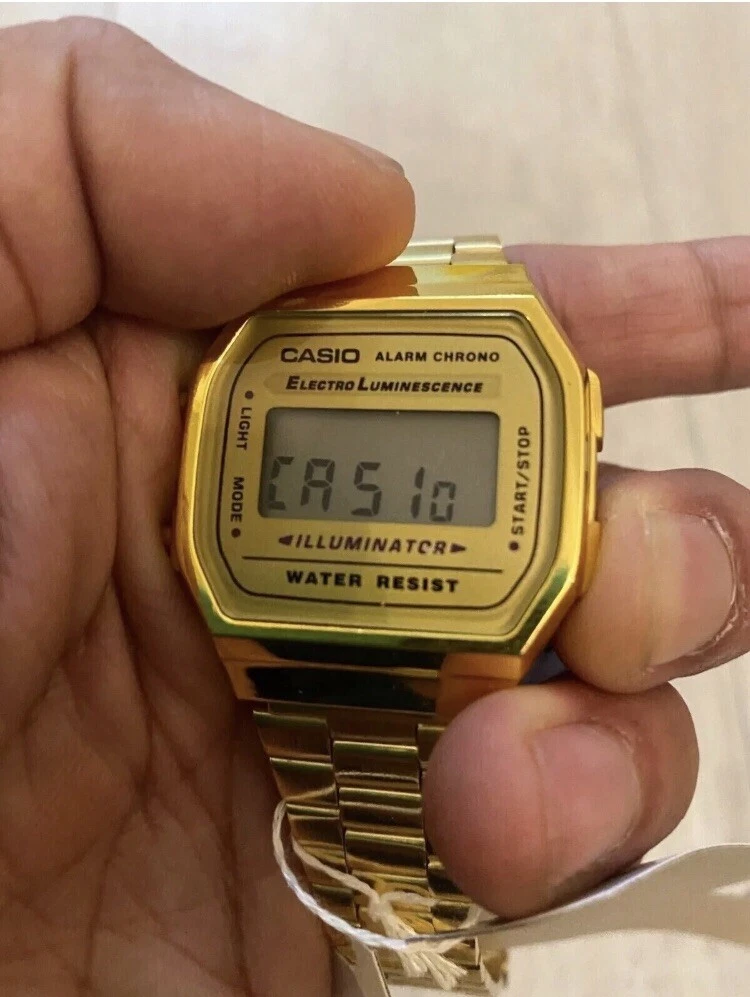 CASIO ALARM CHRONO
ELECTRO LUMINESCENCE
LIGHT
MODE
CASIo
START/STOP
ILLUMINATOR
WATER RESIST